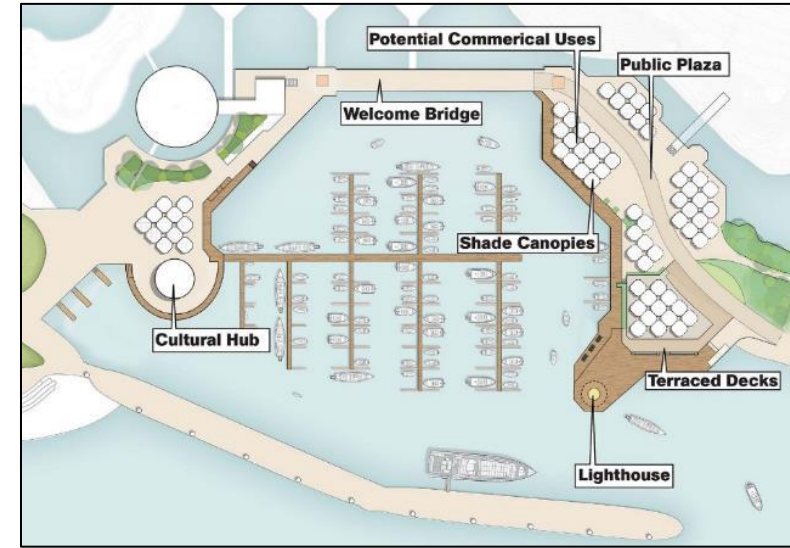 Potential Commerical Uses
Public Plaza
Welcome Bridge
Shade Canopies
Cultural Hub
Terraced Decks
Lighthouse